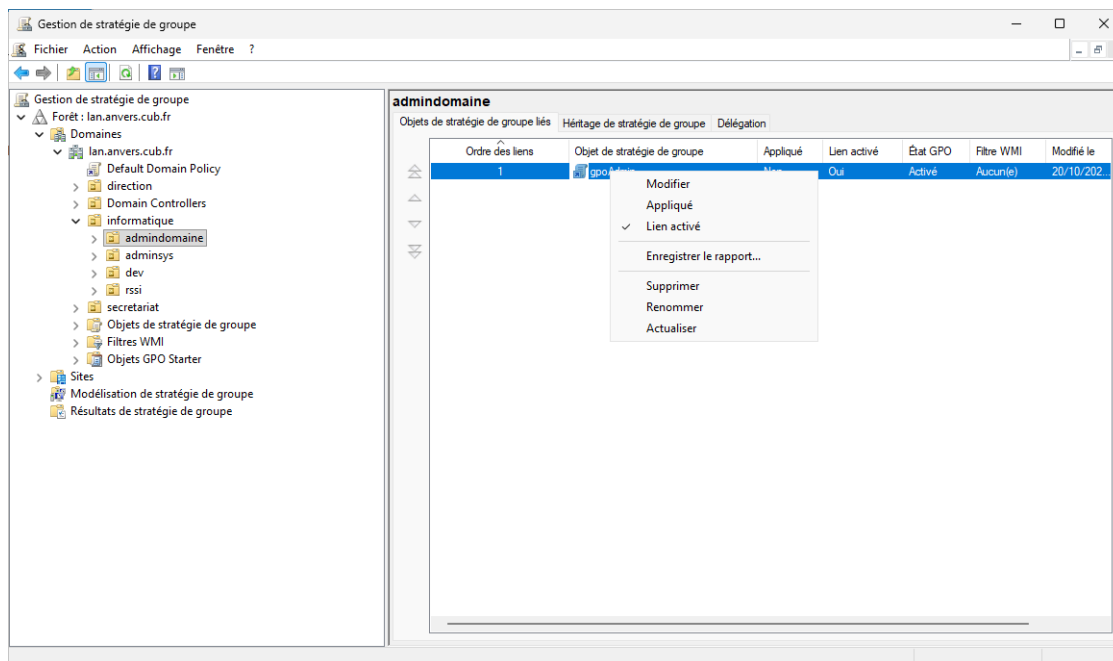 Gestion de stratégie de groupe
Fichier Action Affichage Fenêtre ?
Gestion de stratégie de groupe
Forêt : lan.anvers.cub.fr
Domaines
lan.anvers.cub.fr
Default Domain Policy
direction
Domain Controllers
informatique
admindomaine
adminsys
dev
rssi
secretariat
Objets de stratégie de groupe
Filtres WMI
Objets GPO Starter
Sites
Modélisation de stratégie de groupe
Résultats de stratégie de groupe
admindomaine
Objets de stratégie de groupe liés Héritage de stratégie de groupe Délégation
Ordre des liens Objet de stratégie de groupe Appliqué Lien activé État GPO Filtre WMI Modifié le
1 gpoAdmin Non Oui Activé Aucun(e) 20/10/202...
Modifier
Appliqué
Lien activé
Enregistrer le rapport...
Supprimer
Renommer
Actualiser